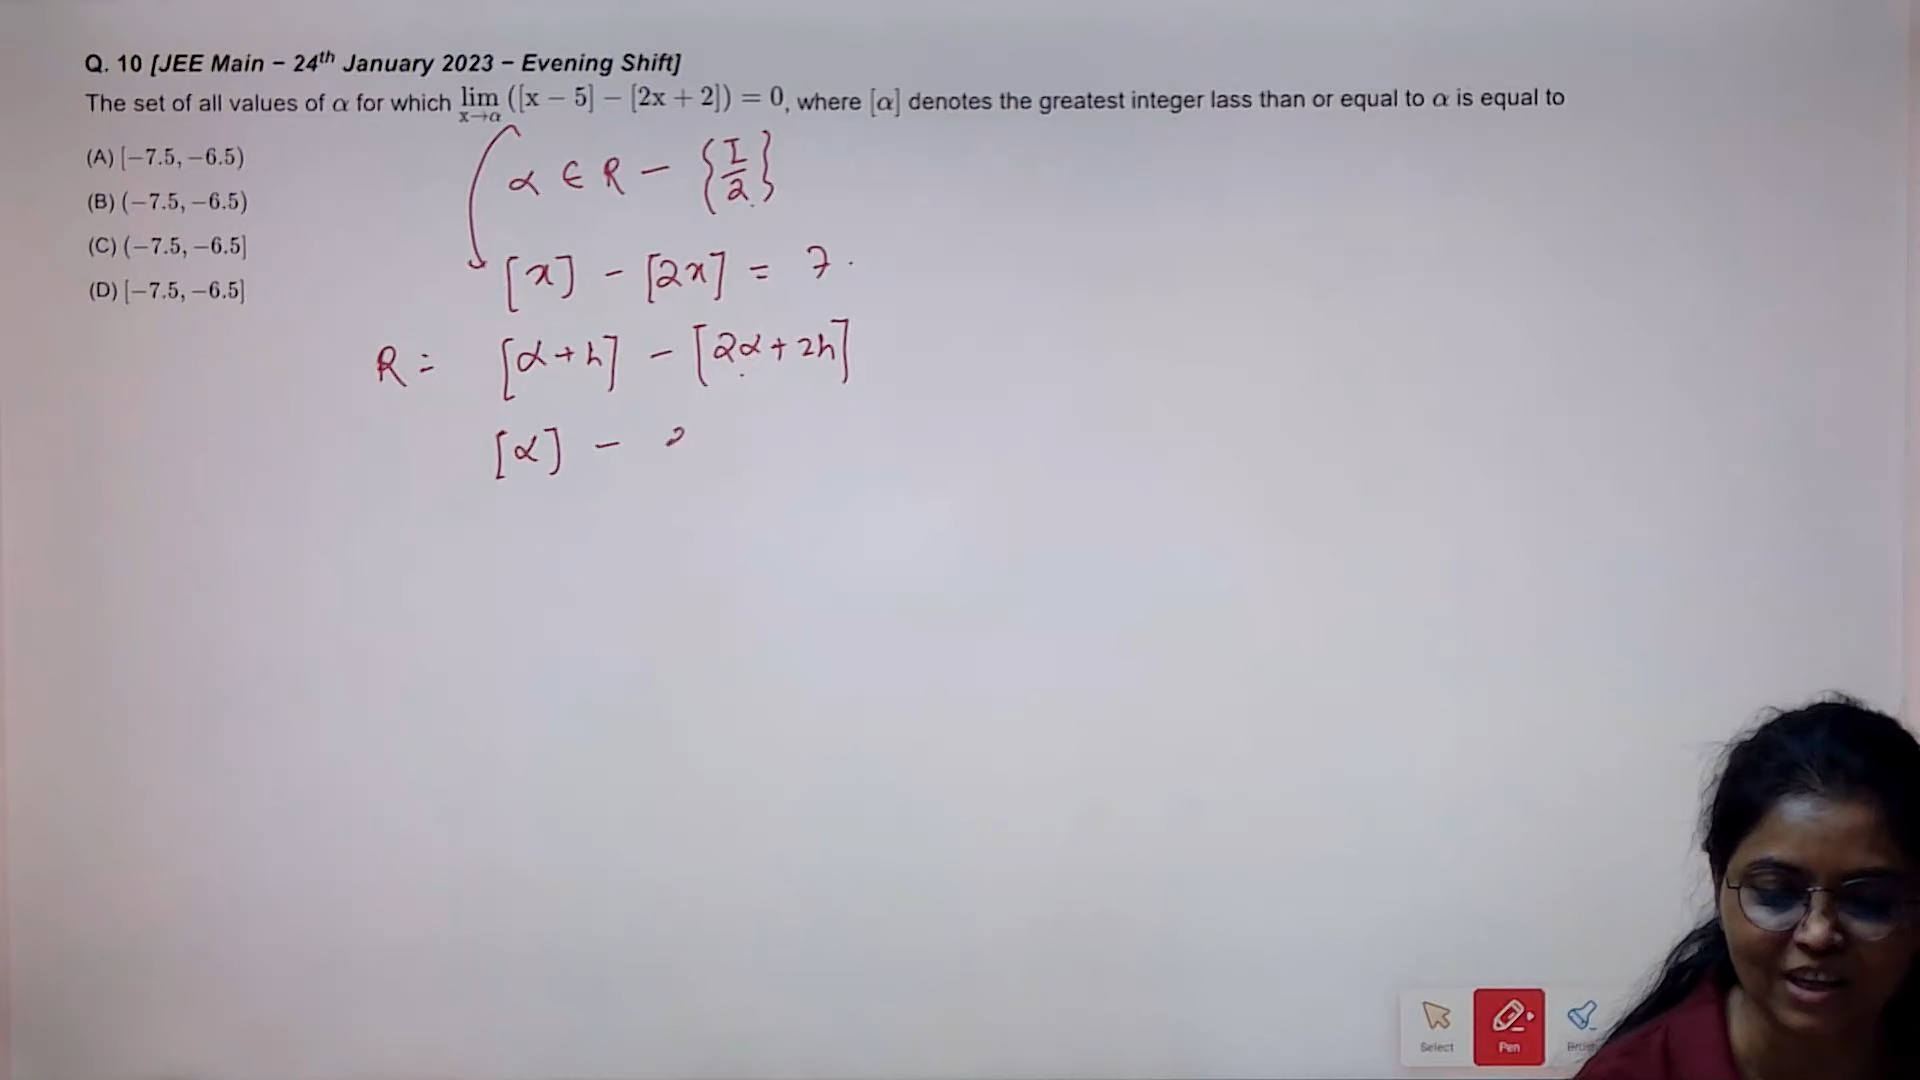 Q. 10 [JEE Main – 24th January 2023 – Evening Shift]
The set of all values of α for which lim x→α ([x − 5] − [2x + 2]) = 0, where [α] denotes the greatest integer lass than or equal to α is equal to
(A) [−7.5, −6.5)
(B) (−7.5, −6.5)
(C) (−7.5, −6.5]
(D) [−7.5, −6.5]
α ∈ R − {I/2}
[x] − [2x] = 7.
R = [α + h] − [2α + 2h]
[α] −
Select
Pen